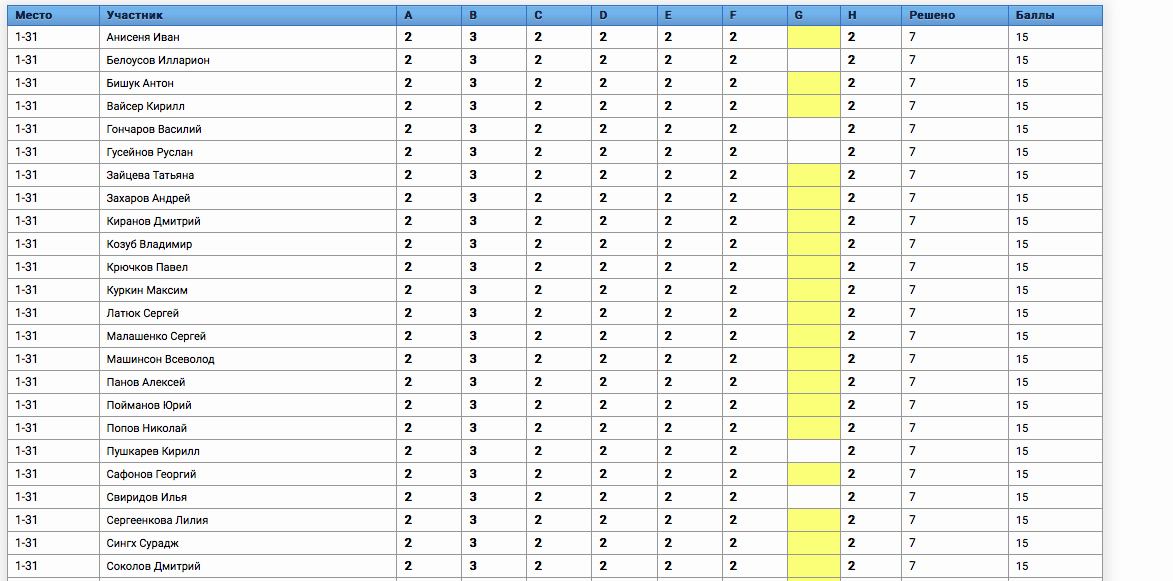 Место Участник A B C D E F G H Решено Баллы
1-31 Анисеня Иван 2 3 2 2 2 2 2 7 15
1-31 Белоусов Илларион 2 3 2 2 2 2 2 7 15
1-31 Бишук Антон 2 3 2 2 2 2 2 7 15
1-31 Вайсер Кирилл 2 3 2 2 2 2 2 7 15
1-31 Гончаров Василий 2 3 2 2 2 2 2 7 15
1-31 Гусейнов Руслан 2 3 2 2 2 2 2 7 15
1-31 Зайцева Татьяна 2 3 2 2 2 2 2 7 15
1-31 Захаров Андрей 2 3 2 2 2 2 2 7 15
1-31 Киранов Дмитрий 2 3 2 2 2 2 2 7 15
1-31 Козуб Владимир 2 3 2 2 2 2 2 7 15
1-31 Крючков Павел 2 3 2 2 2 2 2 7 15
1-31 Куркин Максим 2 3 2 2 2 2 2 7 15
1-31 Латюк Сергей 2 3 2 2 2 2 2 7 15
1-31 Малашенко Сергей 2 3 2 2 2 2 2 7 15
1-31 Машинсон Всеволод 2 3 2 2 2 2 2 7 15
1-31 Панов Алексей 2 3 2 2 2 2 2 7 15
1-31 Пойманов Юрий 2 3 2 2 2 2 2 7 15
1-31 Попов Николай 2 3 2 2 2 2 2 7 15
1-31 Пушкарев Кирилл 2 3 2 2 2 2 2 7 15
1-31 Сафонов Георгий 2 3 2 2 2 2 2 7 15
1-31 Свиридов Илья 2 3 2 2 2 2 2 7 15
1-31 Сергеенкова Лилия 2 3 2 2 2 2 2 7 15
1-31 Сингх Сурадж 2 3 2 2 2 2 2 7 15
1-31 Соколов Дмитрий 2 3 2 2 2 2 2 7 15